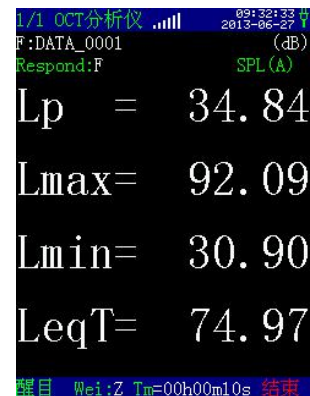 1/1 OCT分析仪 09:32:33
2013-06-27
F:DATA_0001 (dB)
Respond:F SPL(A)
Lp = 34.84
Lmax= 92.09
Lmin= 30.90
LeqT= 74.97
醒目 Wei:Z Tm=00h00m10s 结束